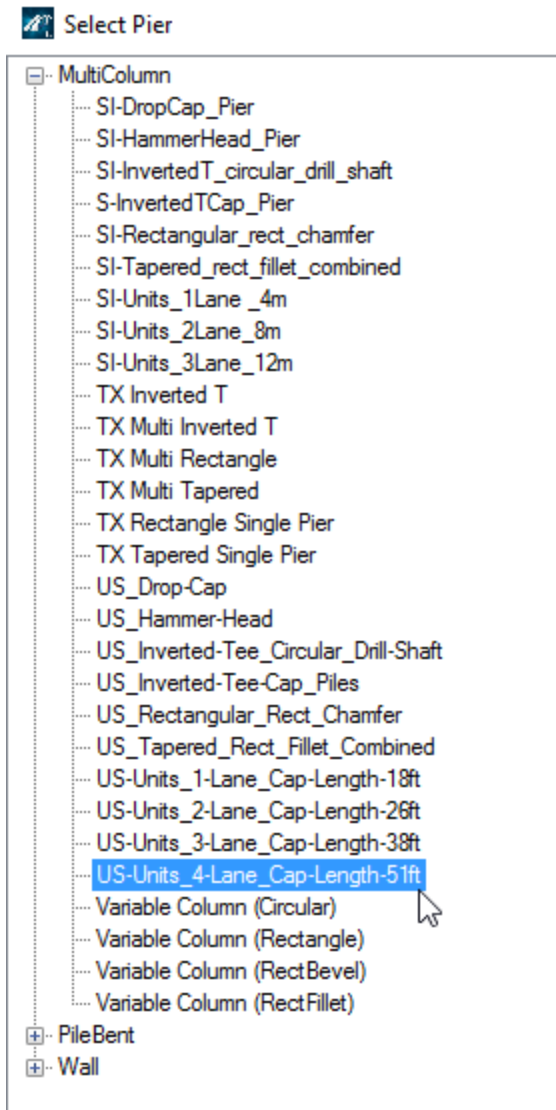 Select Pier
MultiColumn
SI-DropCap_Pier
SI-HammerHead_Pier
SI-InvertedT_circular_drill_shaft
S-InvertedTCap_Pier
SI-Rectangular_rect_chamfer
SI-Tapered_rect_fillet_combined
SI-Units_1Lane _4m
SI-Units_2Lane_8m
SI-Units_3Lane_12m
TX Inverted T
TX Multi Inverted T
TX Multi Rectangle
TX Multi Tapered
TX Rectangle Single Pier
TX Tapered Single Pier
US_Drop-Cap
US_Hammer-Head
US_Inverted-Tee_Circular_Drill-Shaft
US_Inverted-Tee-Cap_Piles
US_Rectangular_Rect_Chamfer
US_Tapered_Rect_Fillet_Combined
US-Units_1-Lane_Cap-Length-18ft
US-Units_2-Lane_Cap-Length-26ft
US-Units_3-Lane_Cap-Length-38ft
US-Units_4-Lane_Cap-Length-51ft
Variable Column (Circular)
Variable Column (Rectangle)
Variable Column (RectBevel)
Variable Column (RectFillet)
PileBent
Wall